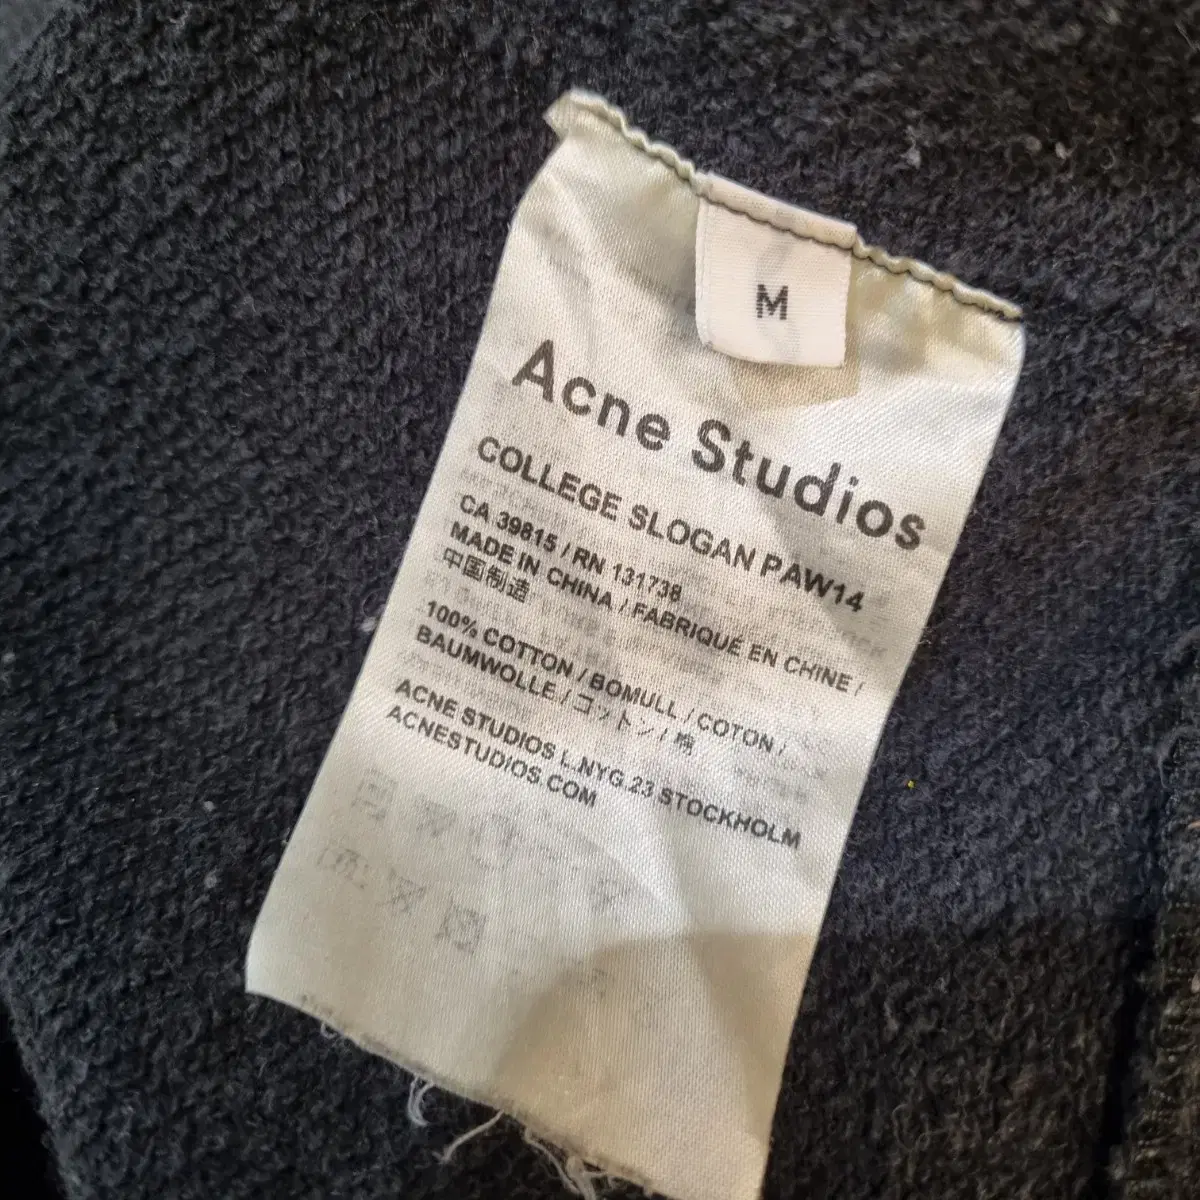 M
Acne Studios
COLLEGE SLOGAN PAW14
CA 39815 / RN 131738
MADE IN CHINA / FABRIQUÉ EN CHINE /
中国制造
100% COTTON / BOMULL / COTON /
BAUMWOLLE / コットン / 棉
ACNE STUDIOS L.NYG.23 STOCKHOLM
ACNESTUDIOS.COM